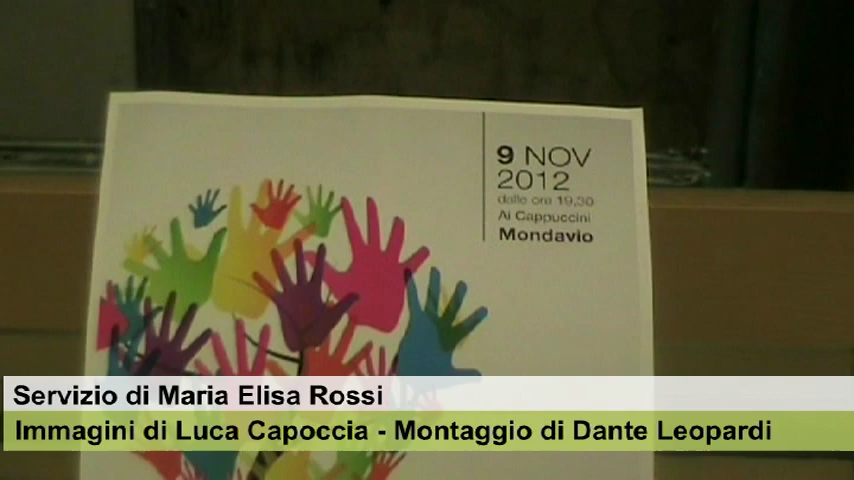 9 NOV
2012
dalle ore 19,30
Ai Cappuccini
Mondavio
Servizio di Maria Elisa Rossi
Immagini di Luca Capoccia - Montaggio di Dante Leopardi